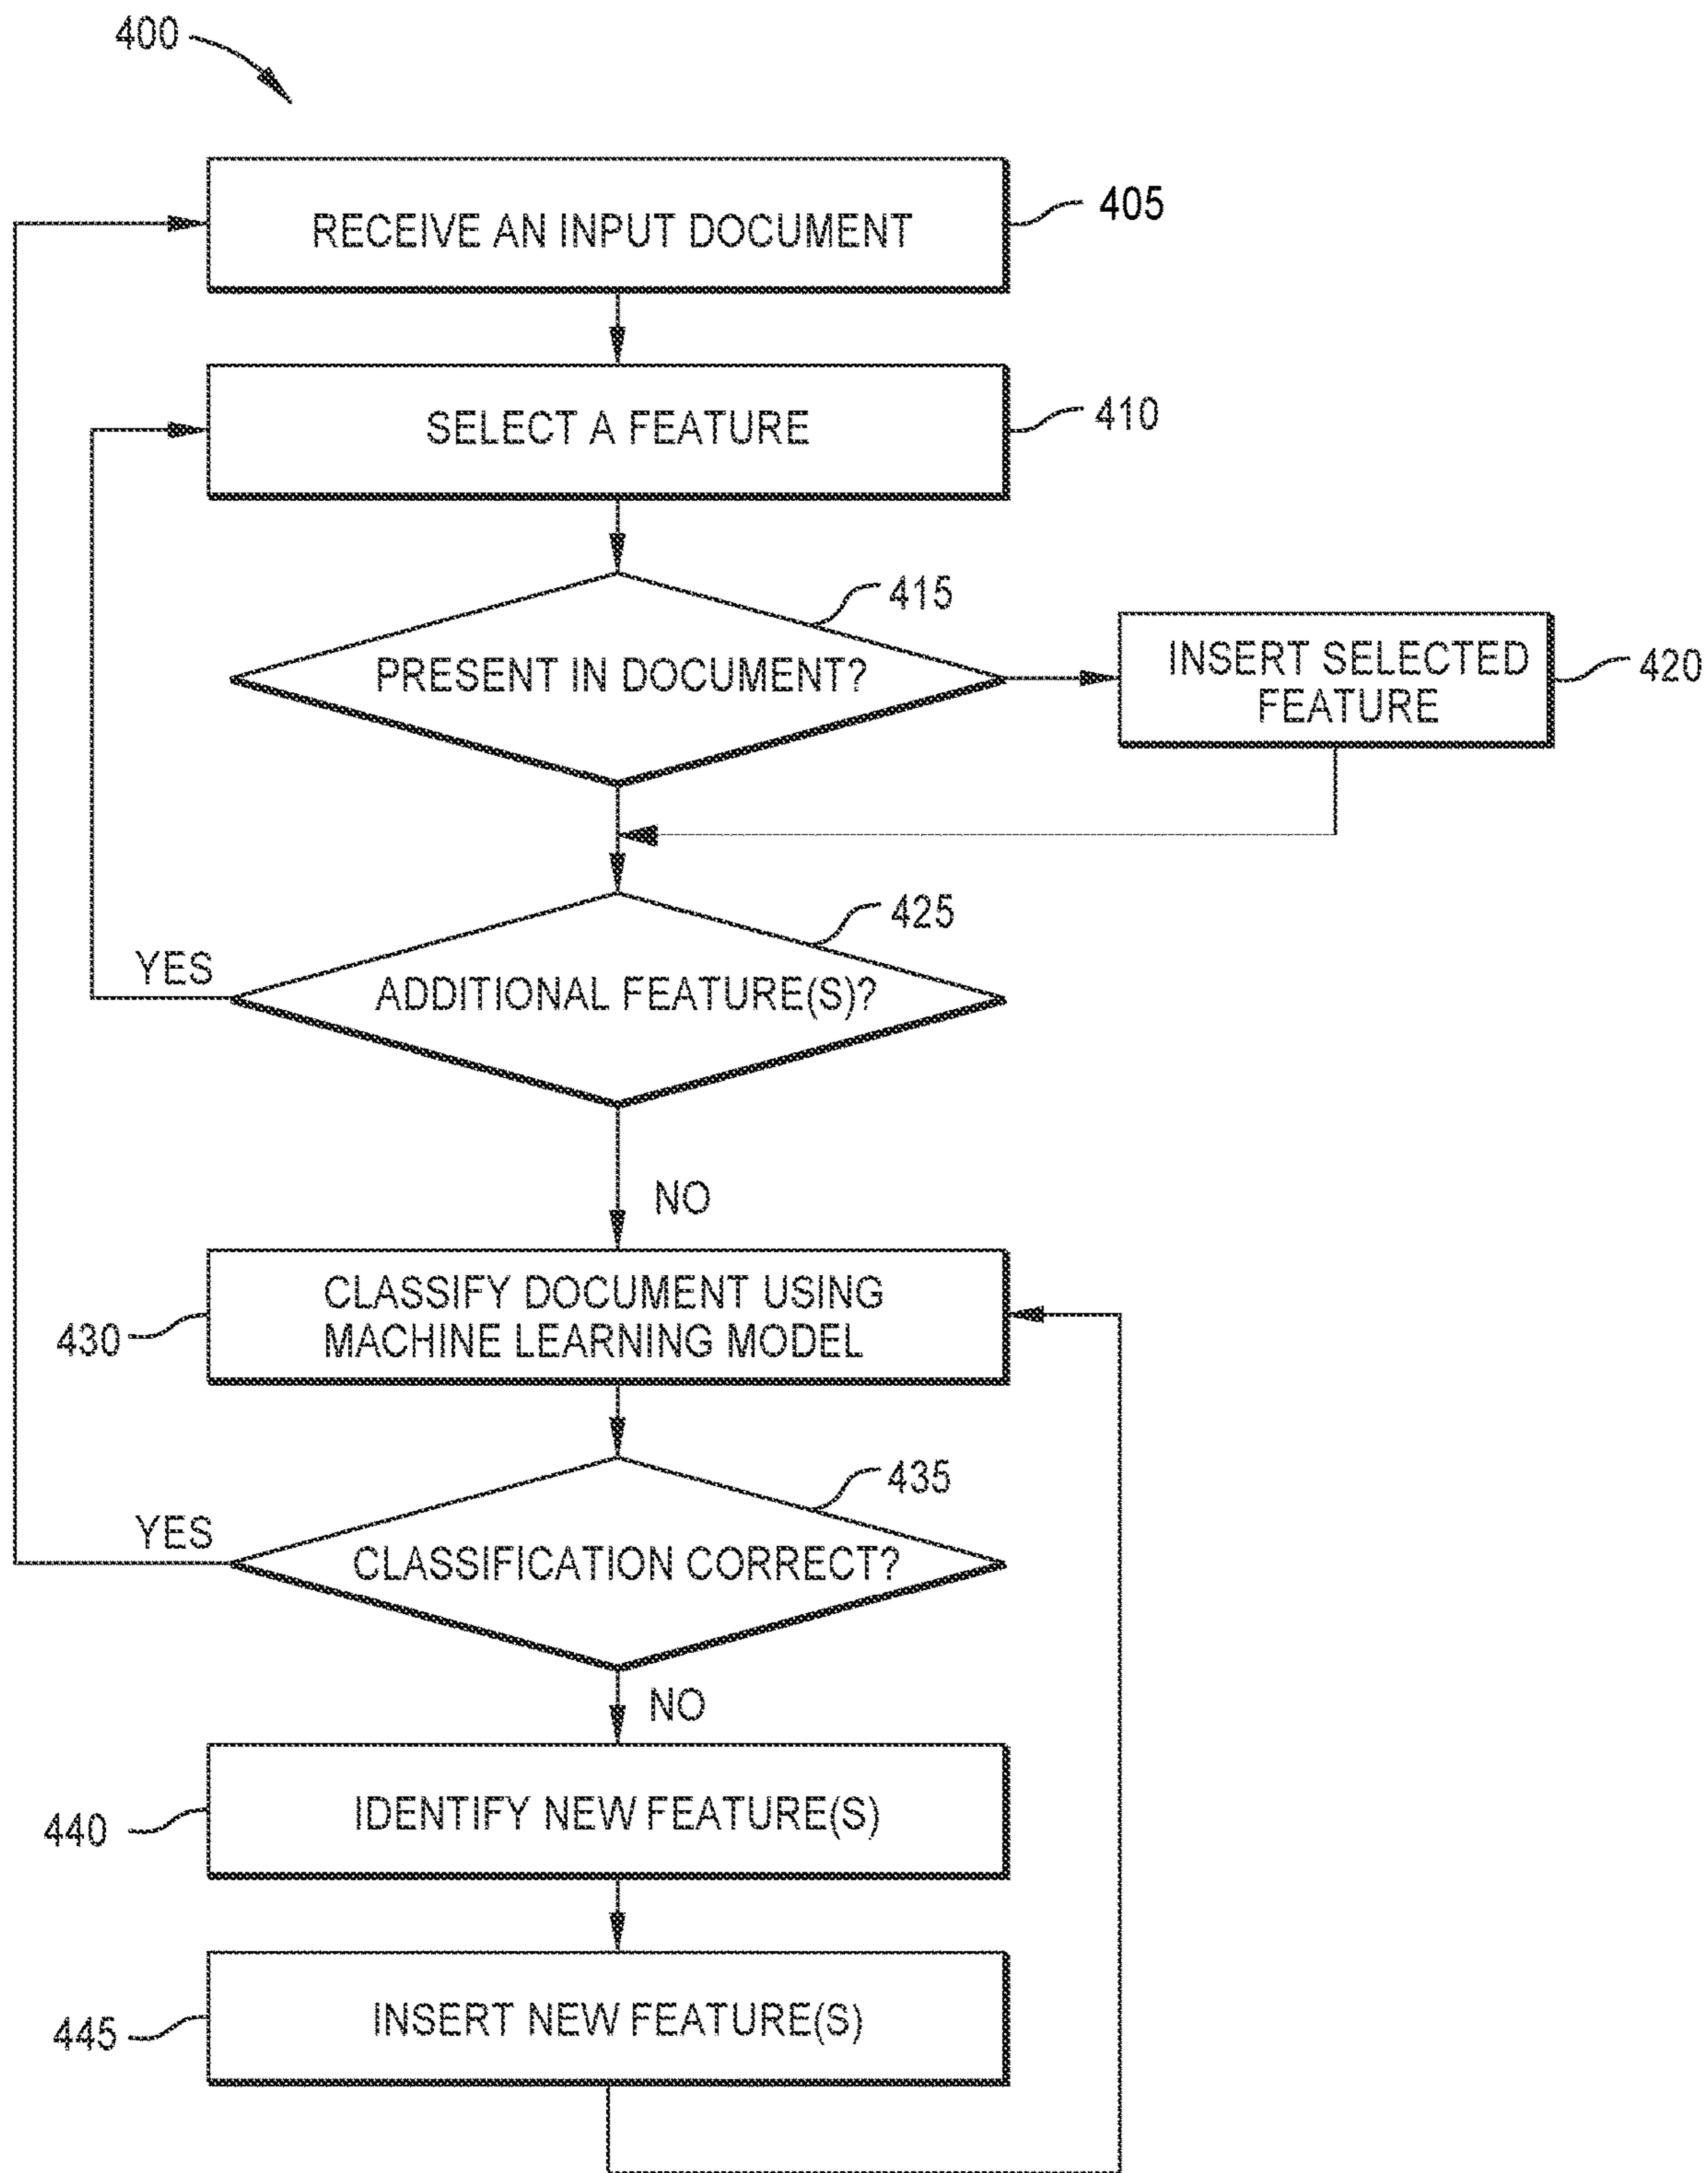 400
RECEIVE AN INPUT DOCUMENT
405
SELECT A FEATURE
410
415
PRESENT IN DOCUMENT?
INSERT SELECTED
FEATURE
420
425
YES
ADDITIONAL FEATURE(S)?
NO
CLASSIFY DOCUMENT USING
MACHINE LEARNING MODEL
430
435
YES
CLASSIFICATION CORRECT?
NO
IDENTIFY NEW FEATURE(S)
440
INSERT NEW FEATURE(S)
445